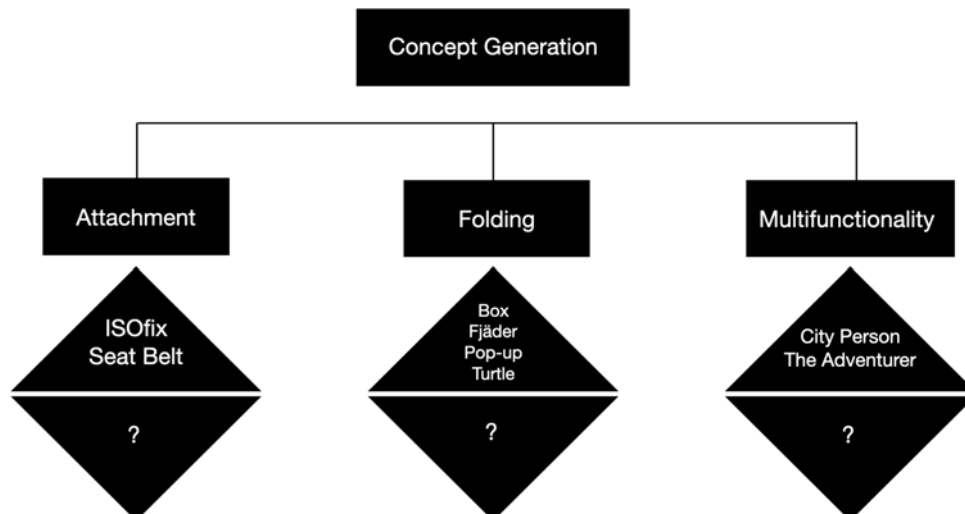 Concept Generation
Attachment
Folding
Multifunctionality
ISOfix
Seat Belt
Box
Fjäder
Pop-up
Turtle
City Person
The Adventurer
?
?
?